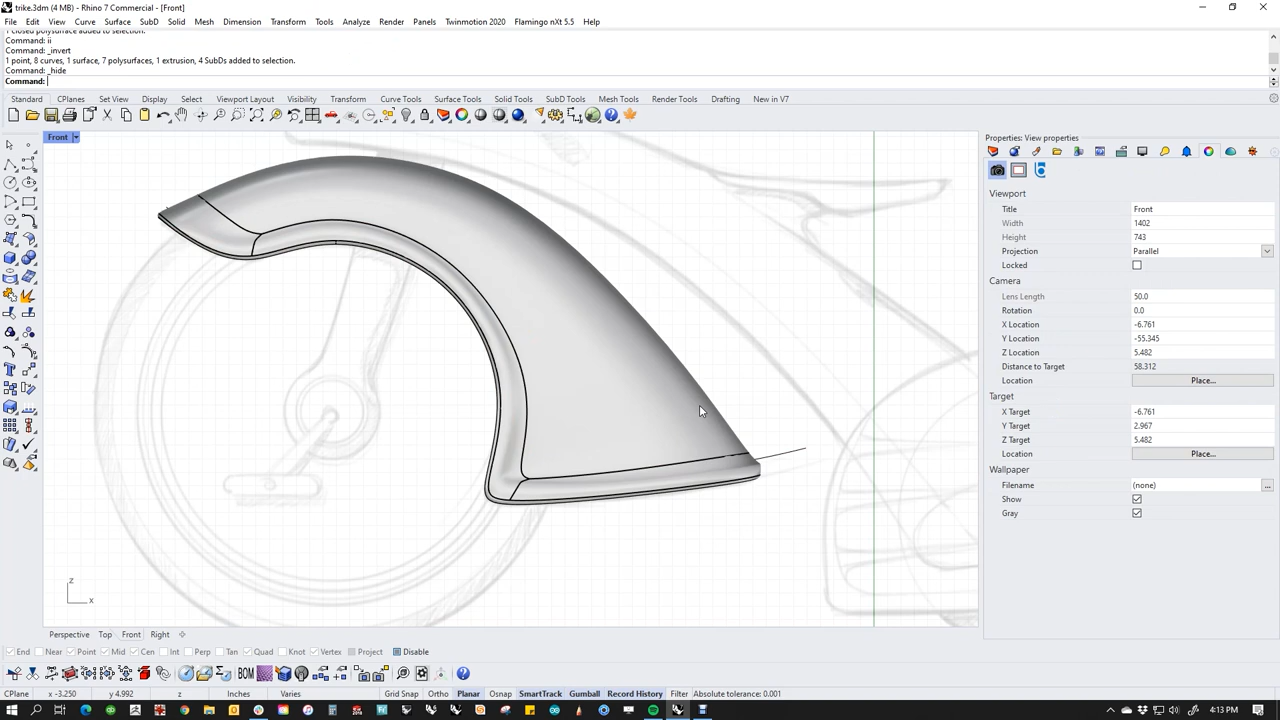 trike.3dm (4 MB) - Rhino 7 Commercial - [Front]
File Edit View Curve Surface SubD Solid Mesh Dimension Transform Tools Analyze Render Panels Twinmotion 2020 Flamingo nXt 5.5 Help
1 closed polysurface added to selection.
Command: ii
Command: _invert
1 point, 8 curves, 1 surface, 7 polysurfaces, 1 extrusion, 4 SubDs added to selection.
Command: _hide
Command:
Standard CPlanes Set View Display Select Viewport Layout Visibility Transform Curve Tools Surface Tools Solid Tools SubD Tools Mesh Tools Render Tools Drafting New in V7
Front
Properties: View properties
Viewport
Title Front
Width 1402
Height 743
Projection Parallel
Locked
Camera
Lens Length 50.0
Rotation 0.0
X Location -6.761
Y Location -55.345
Z Location 5.482
Distance to Target 58.312
Location Place...
Target
X Target -6.761
Y Target 2.967
Z Target 5.482
Location Place...
Wallpaper
Filename (none) ...
Show
Gray
z
x
Perspective Top Front Right
End Near Point Mid Cen Int Perp Tan Quad Knot Vertex Project Disable
BOM
CPlane x -3.250 y 4.992 z Inches Varies Grid Snap Ortho Planar Osnap SmartTrack Gumball Record History Filter Absolute tolerance: 0.001
4:13 PM